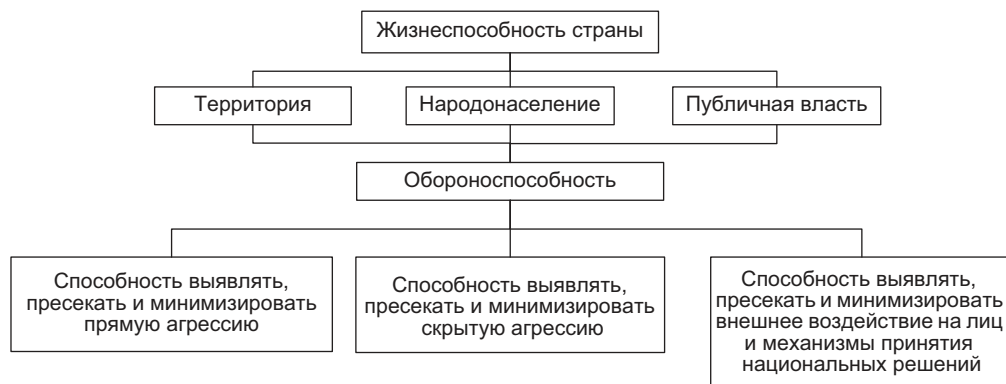 Жизнеспособность страны
Территория
Народонаселение
Публичная власть
Обороноспособность
Способность выявлять,
пресекать и минимизировать
прямую агрессию
Способность выявлять,
пресекать и минимизировать
скрытую агрессию
Способность выявлять,
пресекать и минимизировать
внешнее воздействие на лиц
и механизмы принятия
национальных решений